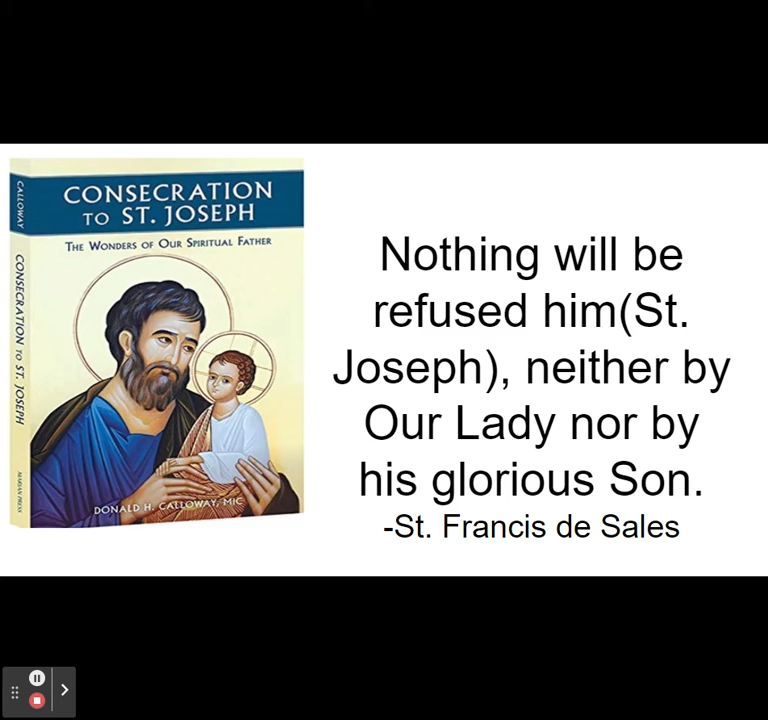 CONSECRATION
TO ST. JOSEPH
THE WONDERS OF OUR SPIRITUAL FATHER
DONALD H. CALLOWAY, MIC
CALLOWAY
CONSECRATION TO ST. JOSEPH
MARIAN PRESS
Nothing will be
refused him(St.
Joseph), neither by
Our Lady nor by
his glorious Son.
-St. Francis de Sales